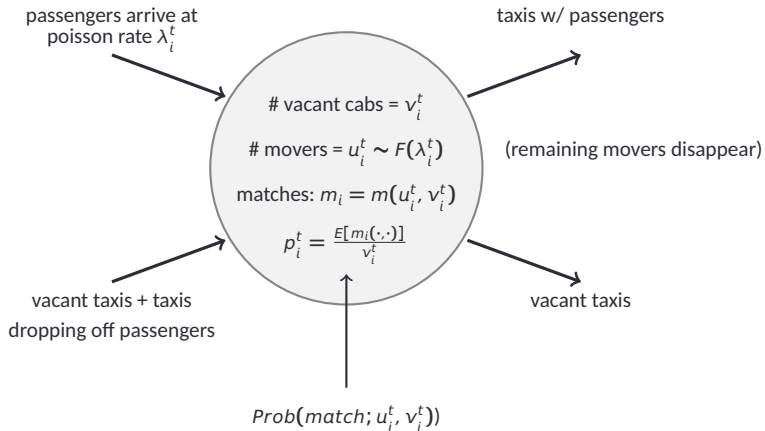 passengers arrive at
poisson rate λ_i^t
taxis w/ passengers
# vacant cabs = v_i^t
# movers = u_i^t ~ F(λ_i^t)
(remaining movers disappear)
matches: m_i = m(u_i^t, v_i^t)
p_i^t = E[m_i(·,·)] / v_i^t
vacant taxis + taxis
dropping off passengers
vacant taxis
Prob(match; u_i^t, v_i^t))